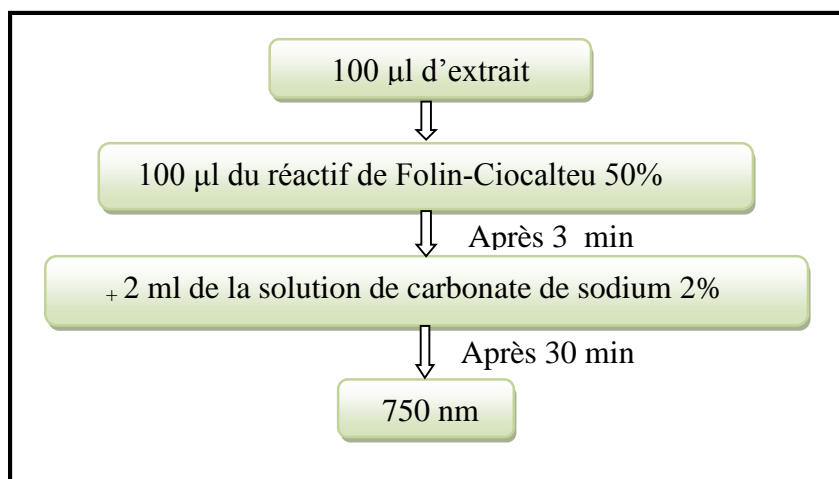 100 µl d’extrait
100 µl du réactif de Folin-Ciocalteu 50%
Après 3 min
+ 2 ml de la solution de carbonate de sodium 2%
Après 30 min
750 nm